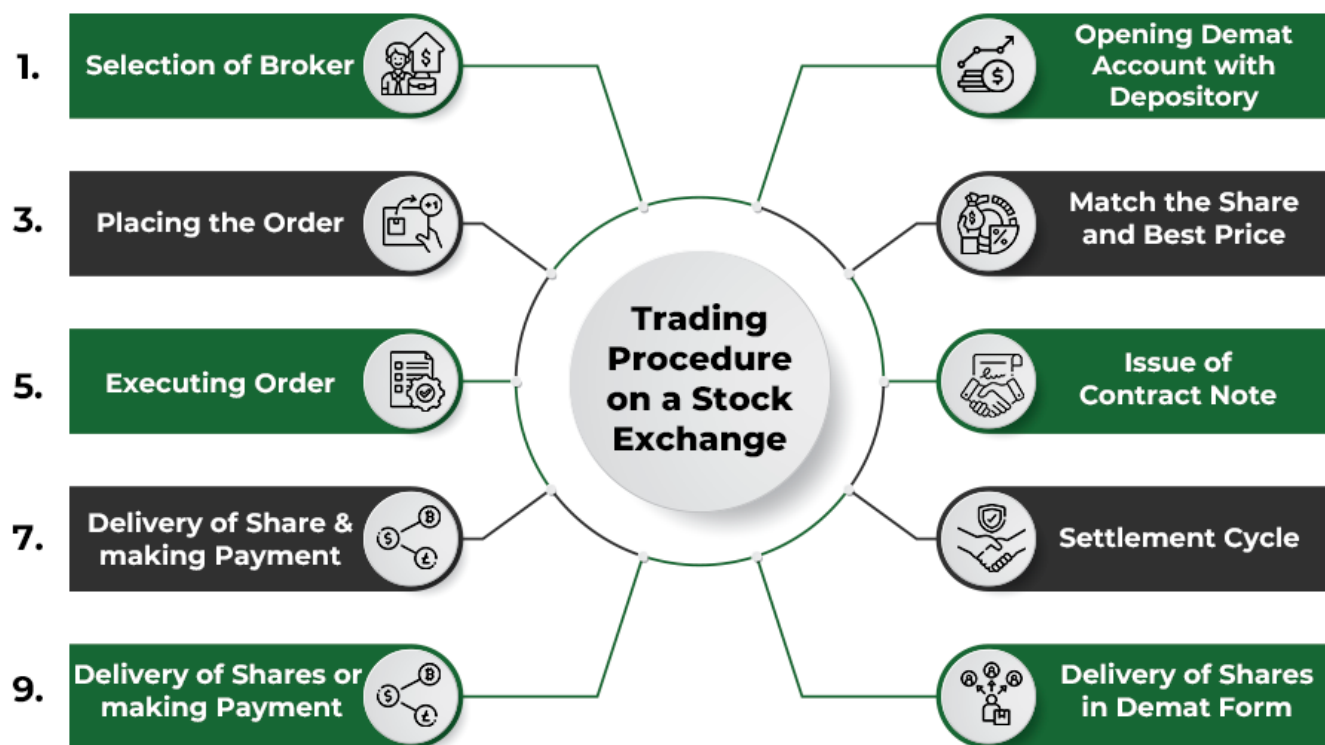 1.
Selection of Broker
Opening Demat
Account with
Depository
3.
Placing the Order
Match the Share
and Best Price
Trading
Procedure
on a Stock
Exchange
5.
Executing Order
Issue of
Contract Note
7.
Delivery of Share &
making Payment
Settlement Cycle
9.
Delivery of Shares or
making Payment
Delivery of Shares
in Demat Form